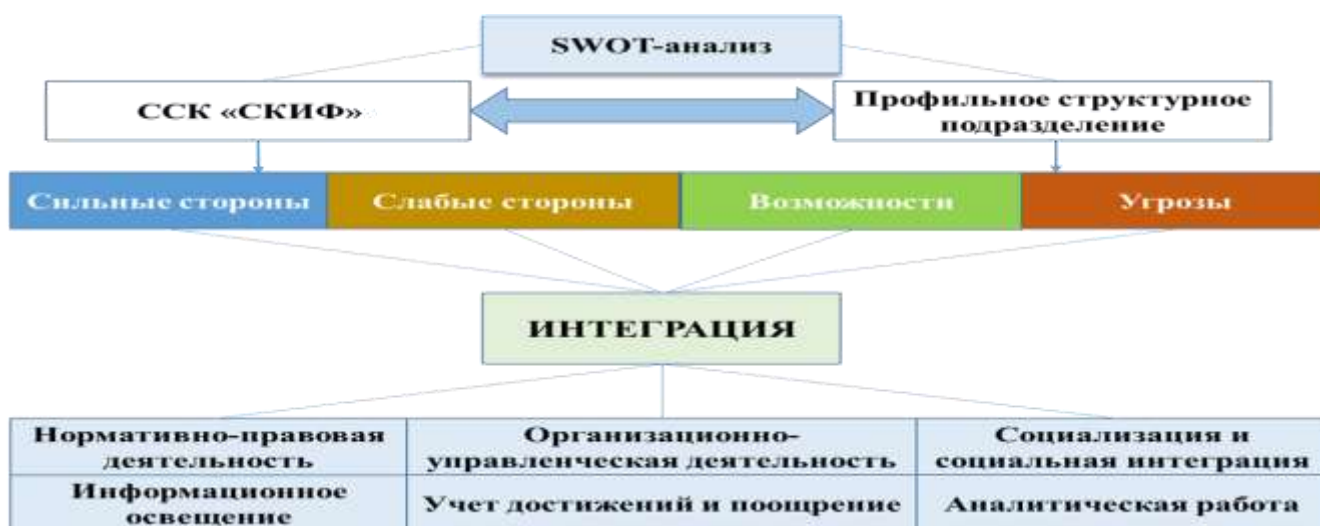 SWOT-анализ
ССК «СКИФ»
Профильное структурное
подразделение
Сильные стороны
Слабые стороны
Возможности
Угрозы
ИНТЕГРАЦИЯ
Нормативно-правовая
деятельность
Организационно-
управленческая деятельность
Социализация и
социальная интеграция
Информационное
освещение
Учет достижений и поощрение
Аналитическая работа